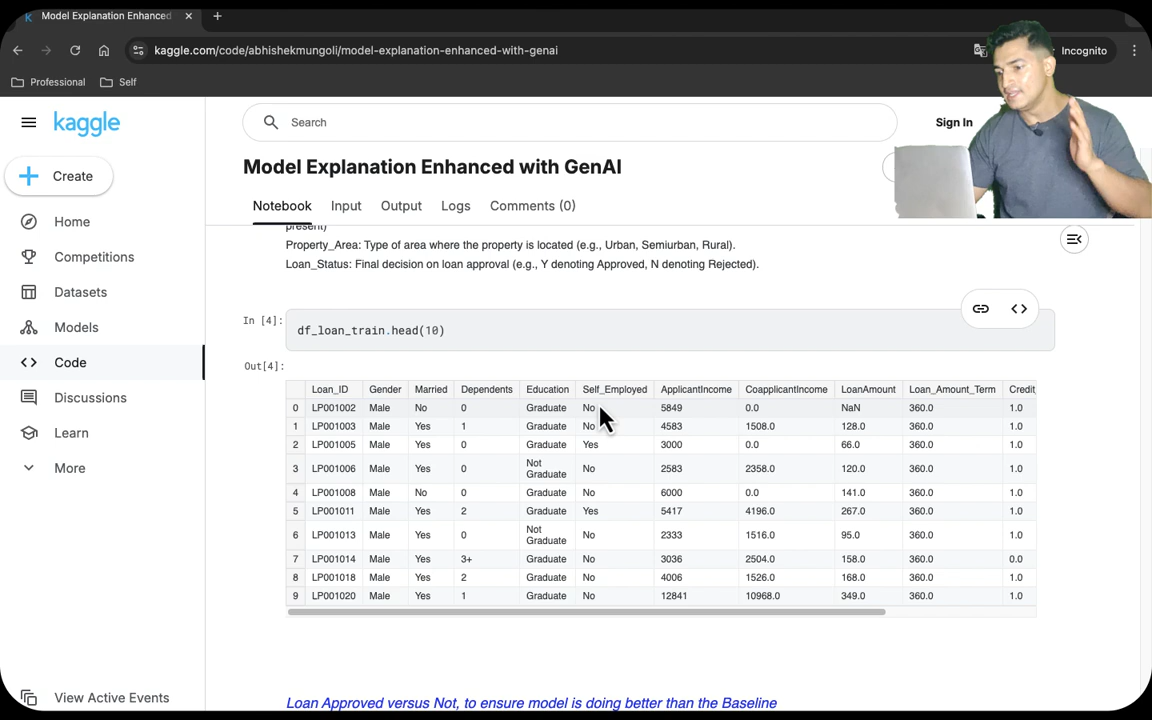 Model Explanation Enhanced
kaggle.com/code/abhishekmungoli/model-explanation-enhanced-with-genai
Incognito
Professional
Self
kaggle
Search
Sign In
Create
Model Explanation Enhanced with GenAI
Home
Competitions
Datasets
Models
Code
Discussions
Learn
More
View Active Events
Notebook Input Output Logs Comments (0)
present)
Property_Area: Type of area where the property is located (e.g., Urban, Semiurban, Rural).
Loan_Status: Final decision on loan approval (e.g., Y denoting Approved, N denoting Rejected).
In [4]: df_loan_train.head(10)
Out[4]:
Loan_ID Gender Married Dependents Education Self_Employed ApplicantIncome CoapplicantIncome LoanAmount Loan_Amount_Term Credit
0 LP001002 Male No 0 Graduate No 5849 0.0 NaN 360.0 1.0
1 LP001003 Male Yes 1 Graduate No 4583 1508.0 128.0 360.0 1.0
2 LP001005 Male Yes 0 Graduate Yes 3000 0.0 66.0 360.0 1.0
3 LP001006 Male Yes 0 Not Graduate No 2583 2358.0 120.0 360.0 1.0
4 LP001008 Male No 0 Graduate No 6000 0.0 141.0 360.0 1.0
5 LP001011 Male Yes 2 Graduate Yes 5417 4196.0 267.0 360.0 1.0
6 LP001013 Male Yes 0 Not Graduate No 2333 1516.0 95.0 360.0 1.0
7 LP001014 Male Yes 3+ Graduate No 3036 2504.0 158.0 360.0 0.0
8 LP001018 Male Yes 2 Graduate No 4006 1526.0 168.0 360.0 1.0
9 LP001020 Male Yes 1 Graduate No 12841 10968.0 349.0 360.0 1.0
Loan Approved versus Not, to ensure model is doing better than the Baseline